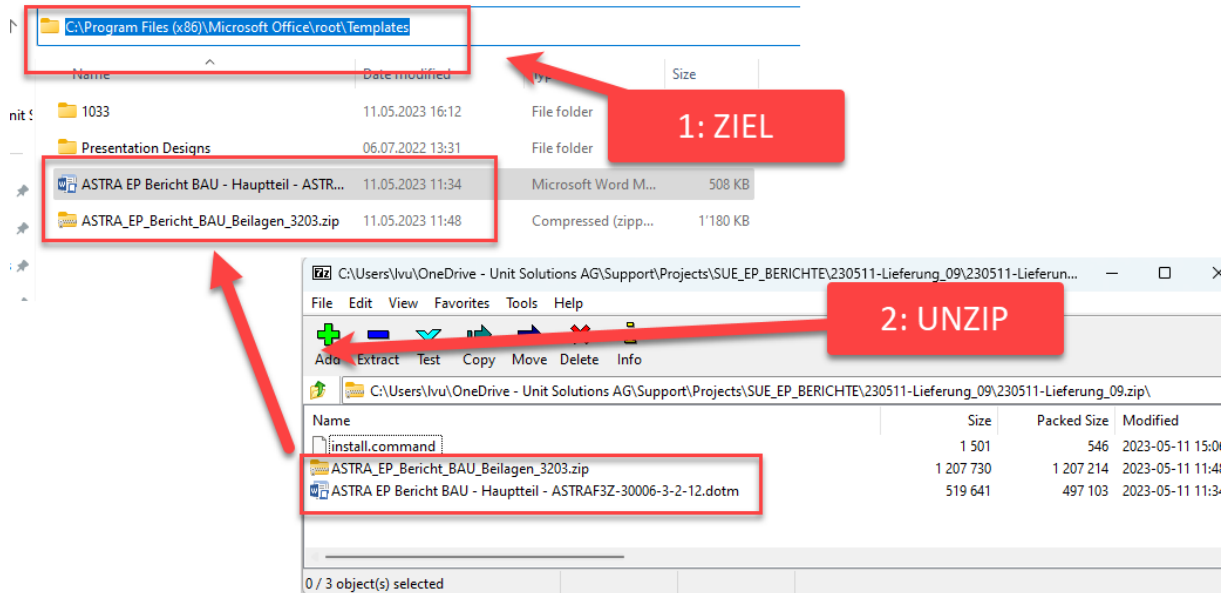 C:\Program Files (x86)\Microsoft Office\root\Templates
Name Date modified Type Size
1033 11.05.2023 16:12 File folder
1: ZIEL
Presentation Designs 06.07.2022 13:31 File folder
ASTRA EP Bericht BAU - Hauptteil - ASTR... 11.05.2023 11:34 Microsoft Word M... 508 KB
ASTRA_EP_Bericht_BAU_Beilagen_3203.zip 11.05.2023 11:48 Compressed (zipp... 1'180 KB
C:\Users\lvu\OneDrive - Unit Solutions AG\Support\Projects\SUE_EP_BERICHTE\230511-Lieferung_09\230511-Lieferun...
File Edit View Favorites Tools Help
2: UNZIP
Add Extract Test Copy Move Delete Info
C:\Users\lvu\OneDrive - Unit Solutions AG\Support\Projects\SUE_EP_BERICHTE\230511-Lieferung_09\230511-Lieferung_09.zip\
Name Size Packed Size Modified
install.command 1 501 546 2023-05-11 15:06
ASTRA_EP_Bericht_BAU_Beilagen_3203.zip 1 207 730 1 207 214 2023-05-11 11:48
ASTRA EP Bericht BAU - Hauptteil - ASTRAF3Z-30006-3-2-12.dotm 519 641 497 103 2023-05-11 11:34
0 / 3 object(s) selected